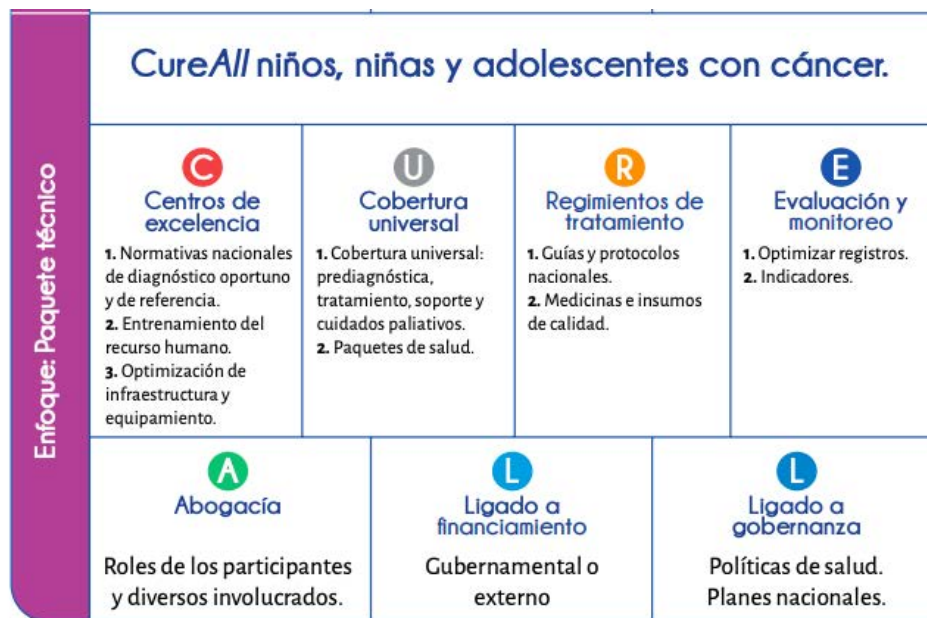 CureAll niños, niñas y adolescentes con cáncer.
Enfoque: Paquete técnico
C
Centros de
excelencia
1. Normativas nacionales
de diagnóstico oportuno
y de referencia.
2. Entrenamiento del
recurso humano.
3. Optimización de
infraestructura y
equipamiento.
U
Cobertura
universal
1. Cobertura universal:
prediagnóstica,
tratamiento, soporte y
cuidados paliativos.
2. Paquetes de salud.
R
Regimientos de
tratamiento
1. Guías y protocolos
nacionales.
2. Medicinas e insumos
de calidad.
E
Evaluación y
monitoreo
1. Optimizar registros.
2. Indicadores.
A
Abogacía
Roles de los participantes
y diversos involucrados.
L
Ligado a
financiamiento
Gubernamental o
externo
L
Ligado a
gobernanza
Políticas de salud.
Planes nacionales.